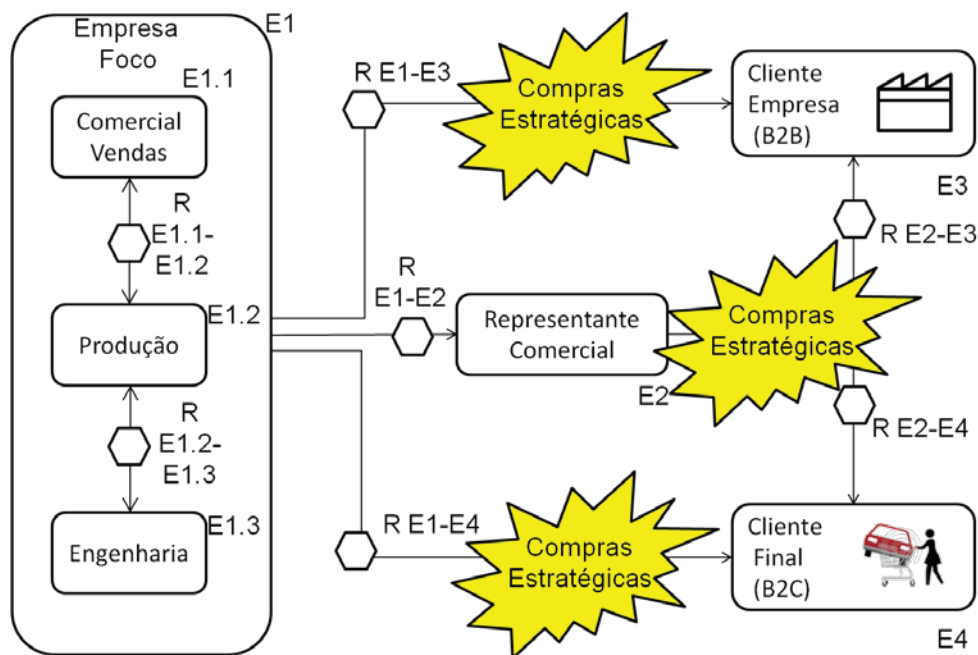 Empresa
Foco
E1
E1.1
Comercial
Vendas
R
E1.1-
E1.2
E1.2
Produção
R
E1.2-
E1.3
E1.3
Engenharia
R E1-E3
Compras
Estratégicas
Cliente
Empresa
(B2B)
E3
R E2-E3
R
E1-E2
Representante
Comercial
E2
Compras
Estratégicas
R E2-E4
R E1-E4
Compras
Estratégicas
Cliente
Final
(B2C)
E4